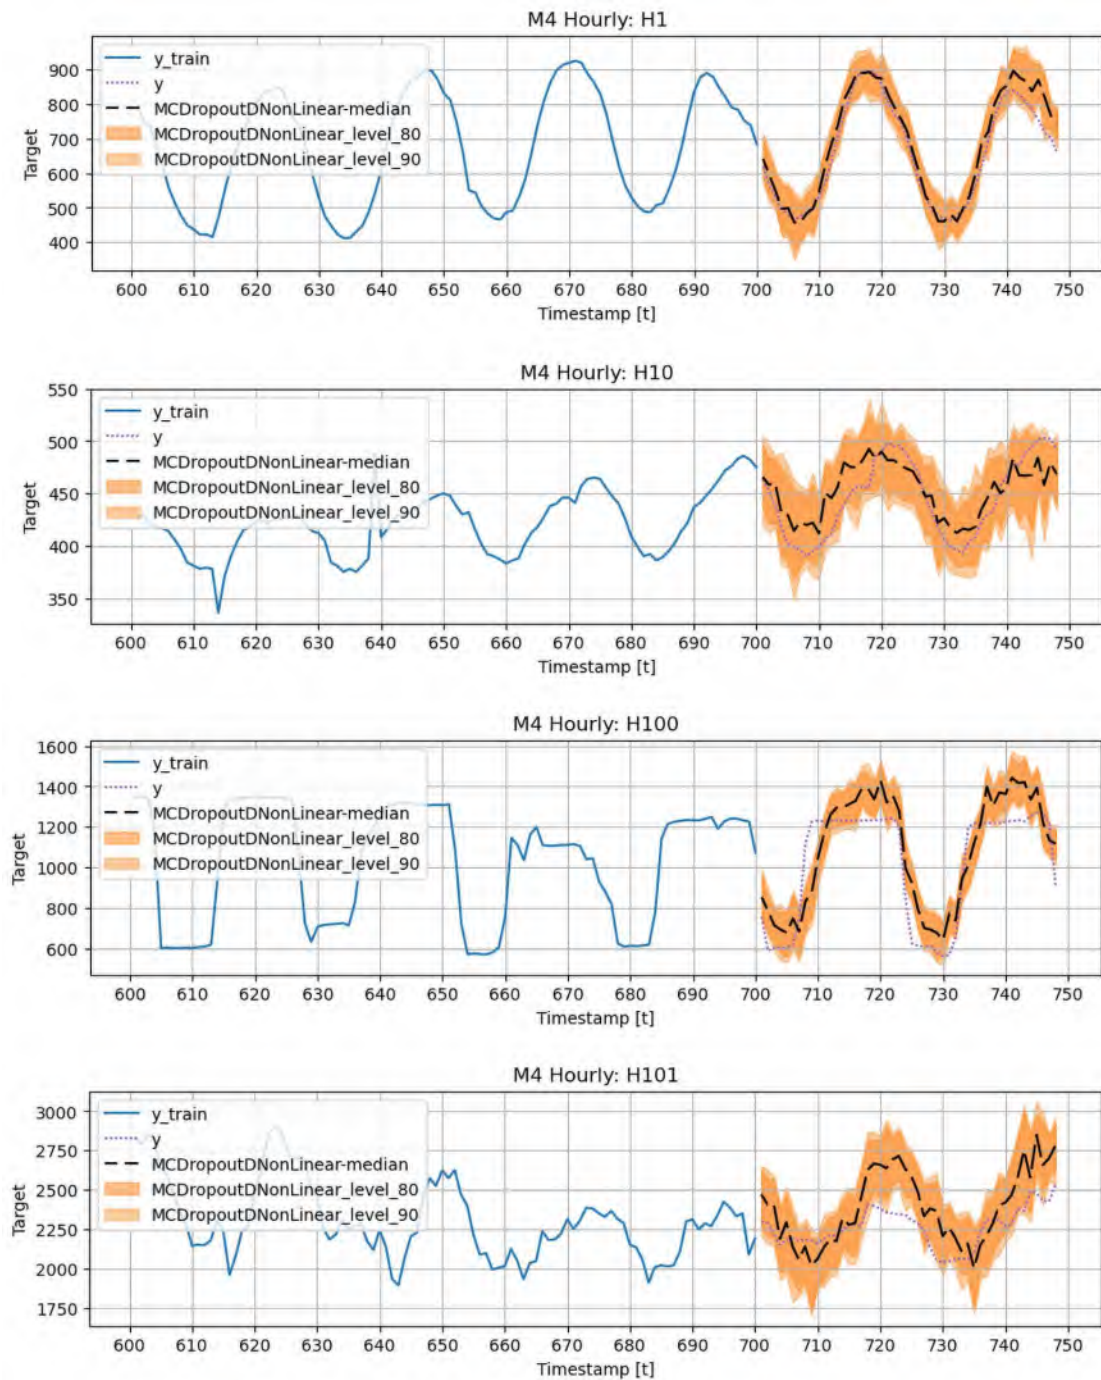 M4 Hourly: H1
y_train
y
MCDropoutDNonLinear-median
MCDropoutDNonLinear_level_80
MCDropoutDNonLinear_level_90
Target
900
800
700
600
500
400
600 610 620 630 640 650 660 670 680 690 700 710 720 730 740 750
Timestamp [t]
M4 Hourly: H10
y_train
y
MCDropoutDNonLinear-median
MCDropoutDNonLinear_level_80
MCDropoutDNonLinear_level_90
Target
550
500
450
400
350
600 610 620 630 640 650 660 670 680 690 700 710 720 730 740 750
Timestamp [t]
M4 Hourly: H100
y_train
y
MCDropoutDNonLinear-median
MCDropoutDNonLinear_level_80
MCDropoutDNonLinear_level_90
Target
1600
1400
1200
1000
800
600
600 610 620 630 640 650 660 670 680 690 700 710 720 730 740 750
Timestamp [t]
M4 Hourly: H101
y_train
y
MCDropoutDNonLinear-median
MCDropoutDNonLinear_level_80
MCDropoutDNonLinear_level_90
Target
3000
2750
2500
2250
2000
1750
600 610 620 630 640 650 660 670 680 690 700 710 720 730 740 750
Timestamp [t]